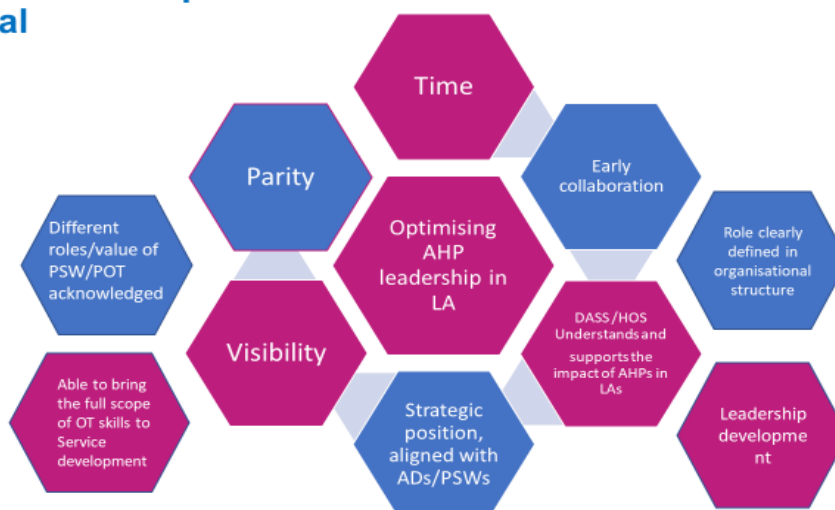 al
Time
Parity
Early
collaboration
Different
roles/value of
PSW/POT
acknowledged
Optimising
AHP
leadership in
LA
Role clearly
defined in
organisational
structure
Visibility
DASS/HOS
Understands and
supports the
impact of AHPs in
LAs
Able to bring
the full scope
of OT skills to
Service
development
Strategic
position,
aligned with
ADs/PSWs
Leadership
developme
nt